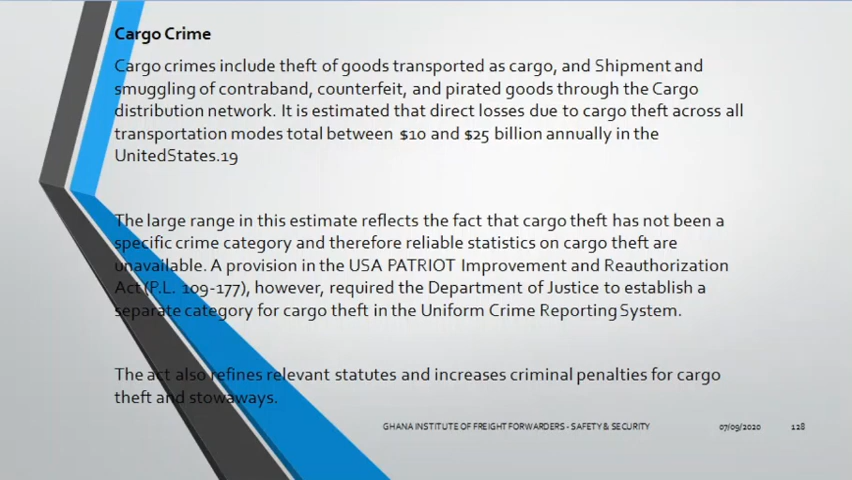 Cargo Crime
Cargo crimes include theft of goods transported as cargo, and Shipment and
smuggling of contraband, counterfeit, and pirated goods through the Cargo
distribution network. It is estimated that direct losses due to cargo theft across all
transportation modes total between $10 and $25 billion annually in the
UnitedStates.19
The large range in this estimate reflects the fact that cargo theft has not been a
specific crime category and therefore reliable statistics on cargo theft are
unavailable. A provision in the USA PATRIOT Improvement and Reauthorization
Act (P.L. 109-177), however, required the Department of Justice to establish a
separate category for cargo theft in the Uniform Crime Reporting System.
The act also refines relevant statutes and increases criminal penalties for cargo
theft and stowaways.
GHANA INSTITUTE OF FREIGHT FORWARDERS - SAFETY & SECURITY 07/09/2020 128